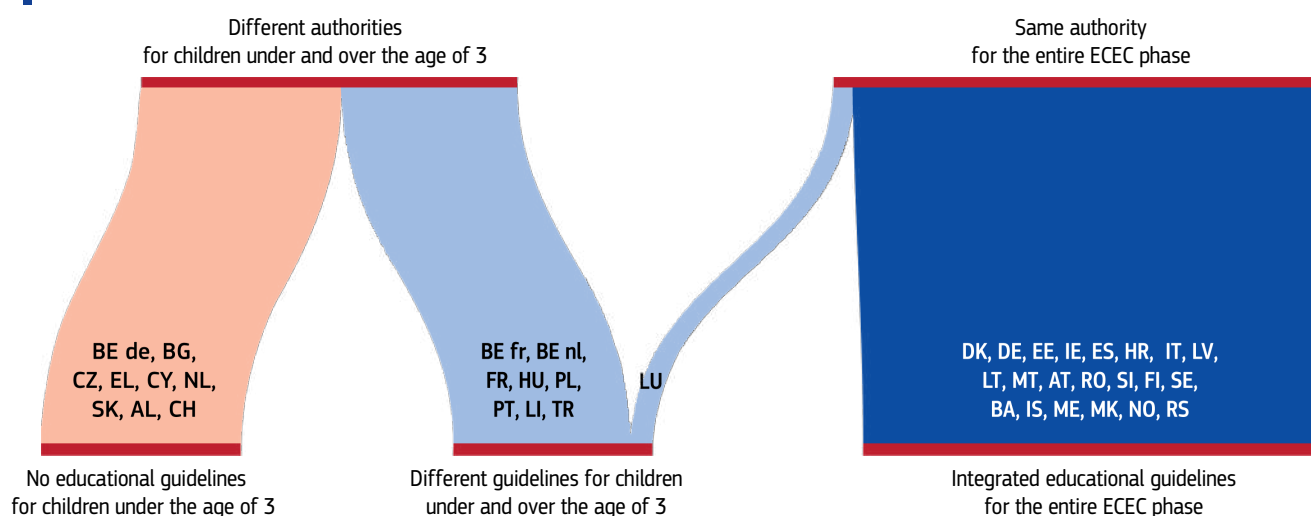 Different authorities
for children under and over the age of 3
Same authority
for the entire ECEC phase
BE de, BG,
CZ, EL, CY, NL,
SK, AL, CH
BE fr, BE nl,
FR, HU, PL,
PT, LI, TR
LU
DK, DE, EE, IE, ES, HR, IT, LV,
LT, MT, AT, RO, SI, FI, SE,
BA, IS, ME, MK, NO, RS
No educational guidelines
for children under the age of 3
Different guidelines for children
under and over the age of 3
Integrated educational guidelines
for the entire ECEC phase